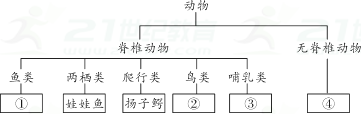 动物
脊椎动物 无脊椎动物
鱼类 两栖类 爬行类 鸟类 哺乳类
① 娃娃鱼 扬子鳄 ② ③ ④